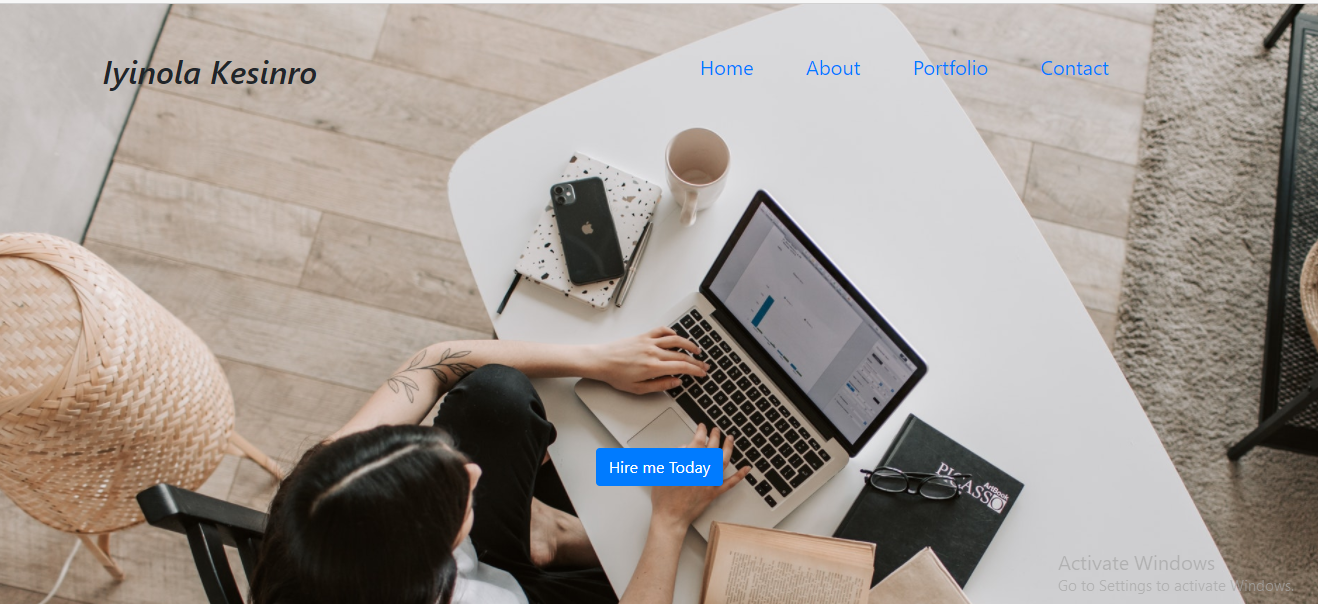 Iyinola Kesinro
Home About Portfolio Contact
Hire me Today
PICASSO
ArtBook
Activate Windows
Go to Settings to activate Windows.